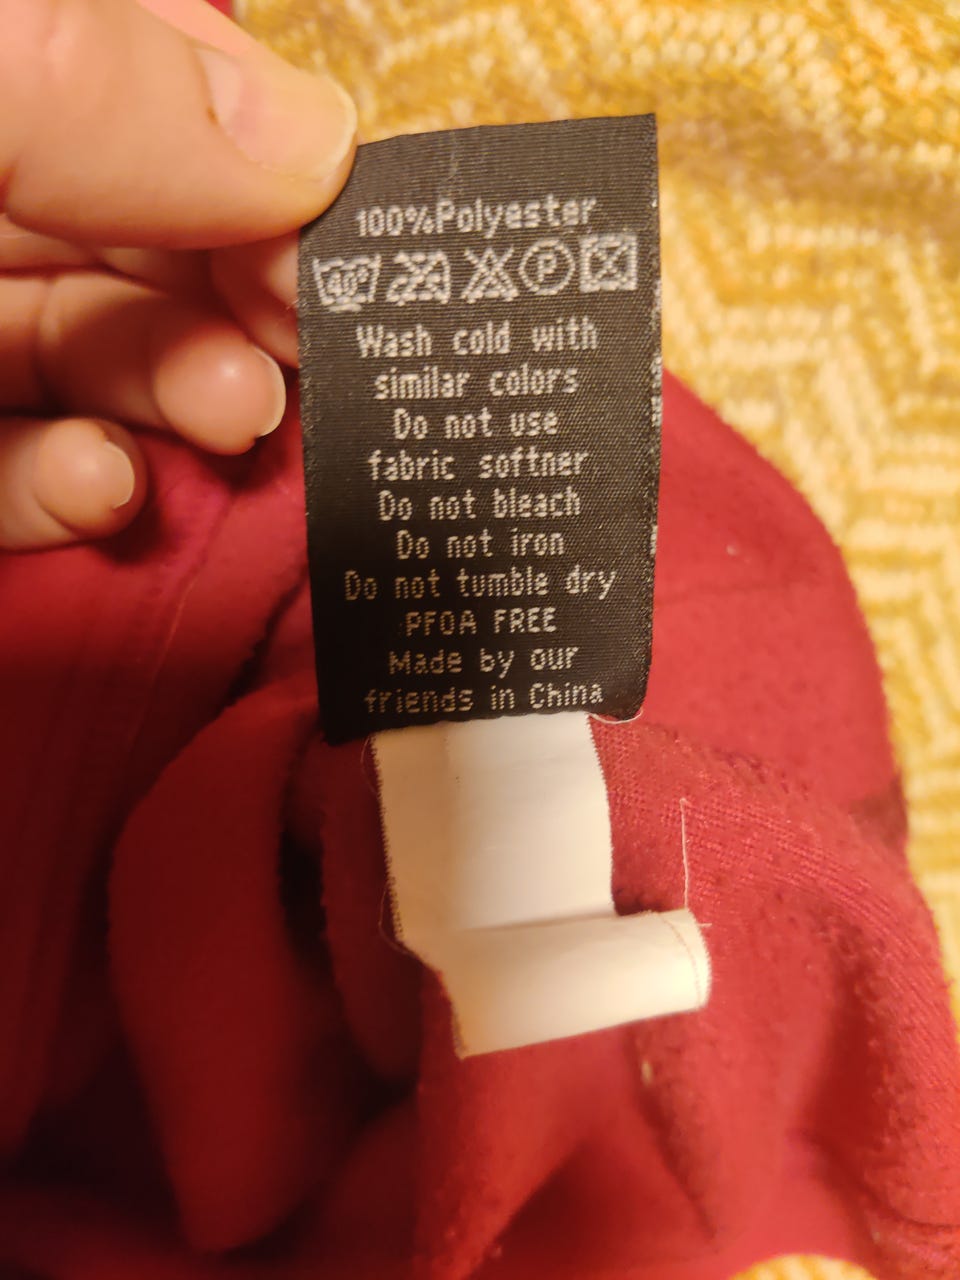 100%Polyester
40° P
Wash cold with
similar colors
Do not use
fabric softner
Do not bleach
Do not iron
Do not tumble dry
PFOA FREE
Made by our
friends in China